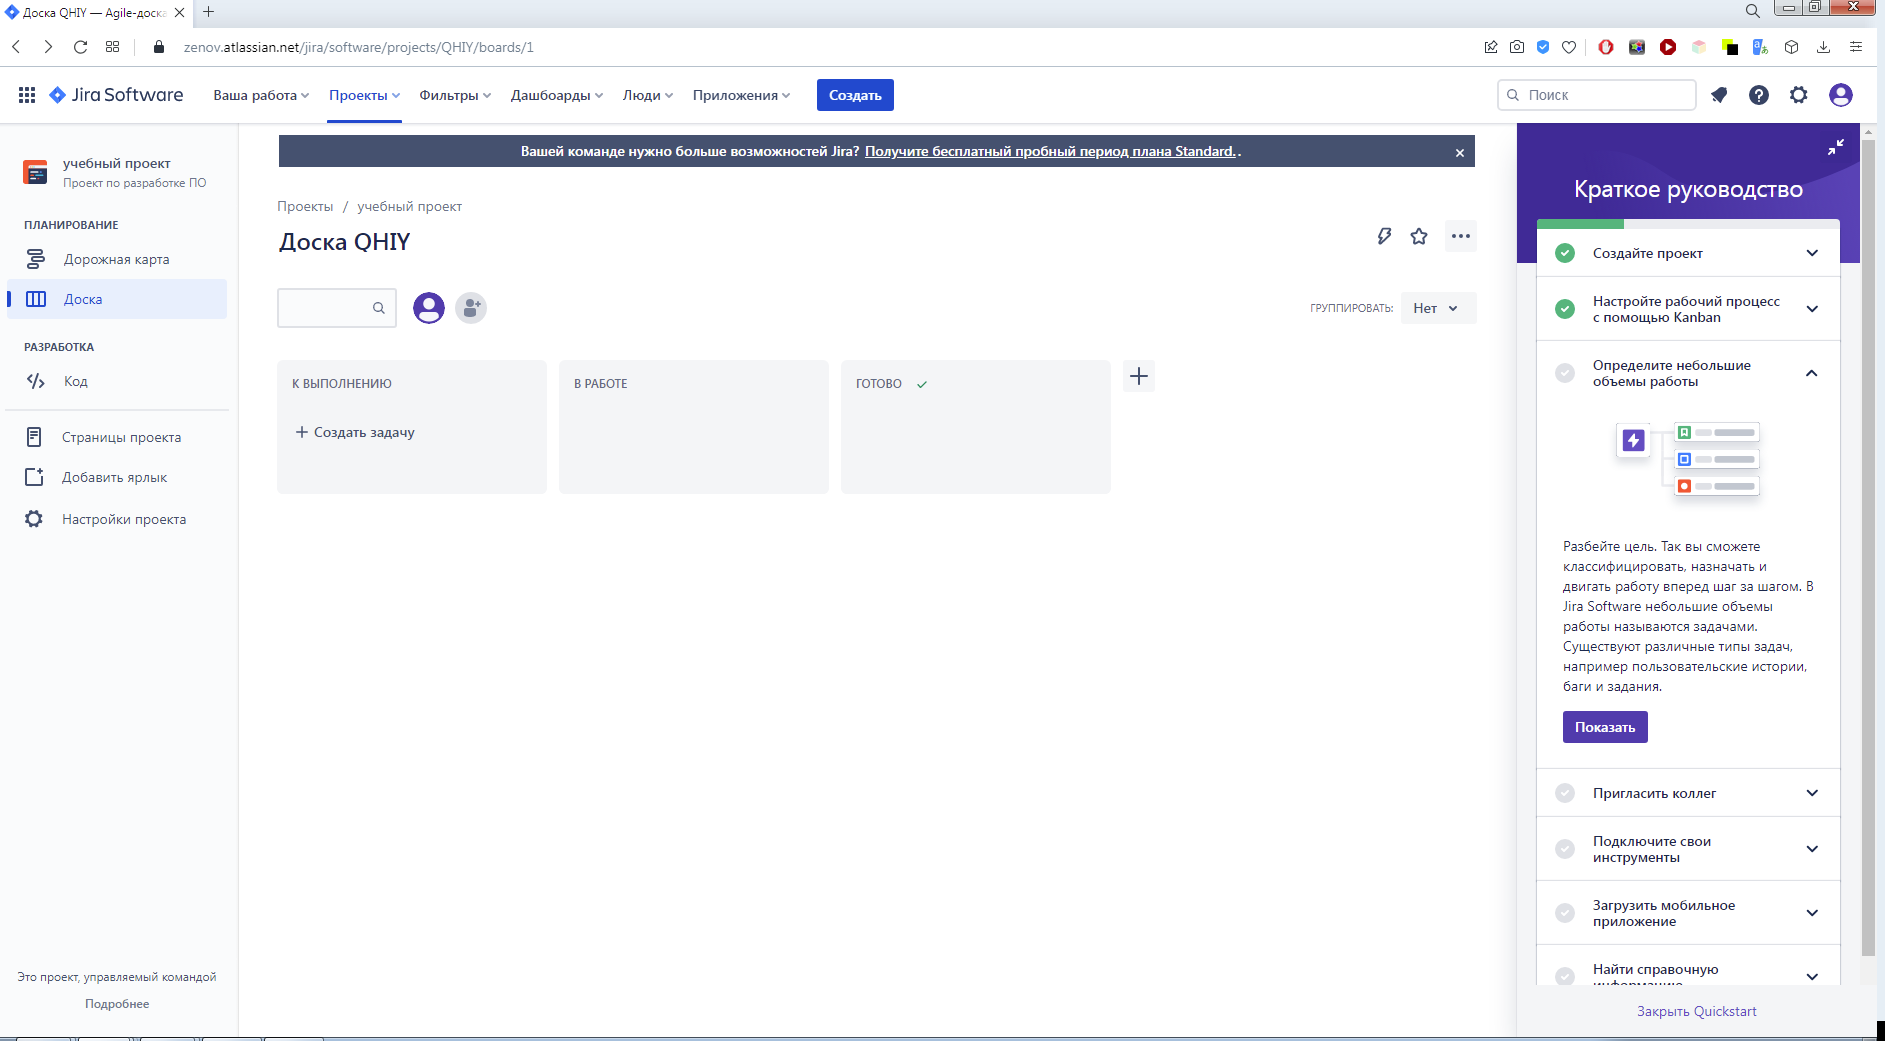 Доска QHIY — Agile-доска
zenov.atlassian.net/jira/software/projects/QHIY/boards/1
Jira Software
Ваша работа
Проекты
Фильтры
Дашборды
Люди
Приложения
Создать
Поиск
учебный проект
Проект по разработке ПО
ПЛАНИРОВАНИЕ
Дорожная карта
Доска
РАЗРАБОТКА
Код
Страницы проекта
Добавить ярлык
Настройки проекта
Это проект, управляемый командой
Подробнее
Вашей команде нужно больше возможностей Jira? Получите бесплатный пробный период плана Standard. .
Проекты / учебный проект
Доска QHIY
ГРУППИРОВАТЬ:
Нет
К ВЫПОЛНЕНИЮ
Создать задачу
В РАБОТЕ
ГОТОВО
Краткое руководство
Создайте проект
Настройте рабочий процесс
с помощью Kanban
Определите небольшие
объемы работы
Разбейте цель. Так вы сможете
классифицировать, назначать и
двигать работу вперед шаг за шагом. В
Jira Software небольшие объемы
работы называются задачами.
Существуют различные типы задач,
например пользовательские истории,
баги и задания.
Показать
Пригласить коллег
Подключите свои
инструменты
Загрузить мобильное
приложение
Найти справочную
информацию
Закрыть Quickstart